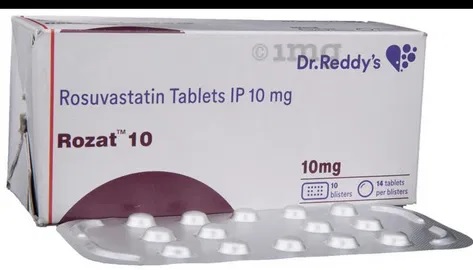 © 1mg
Dr.Reddy's
Rosuvastatin Tablets IP 10 mg
Rozat™ 10
10mg
10 blisters
14 tablets per blisters